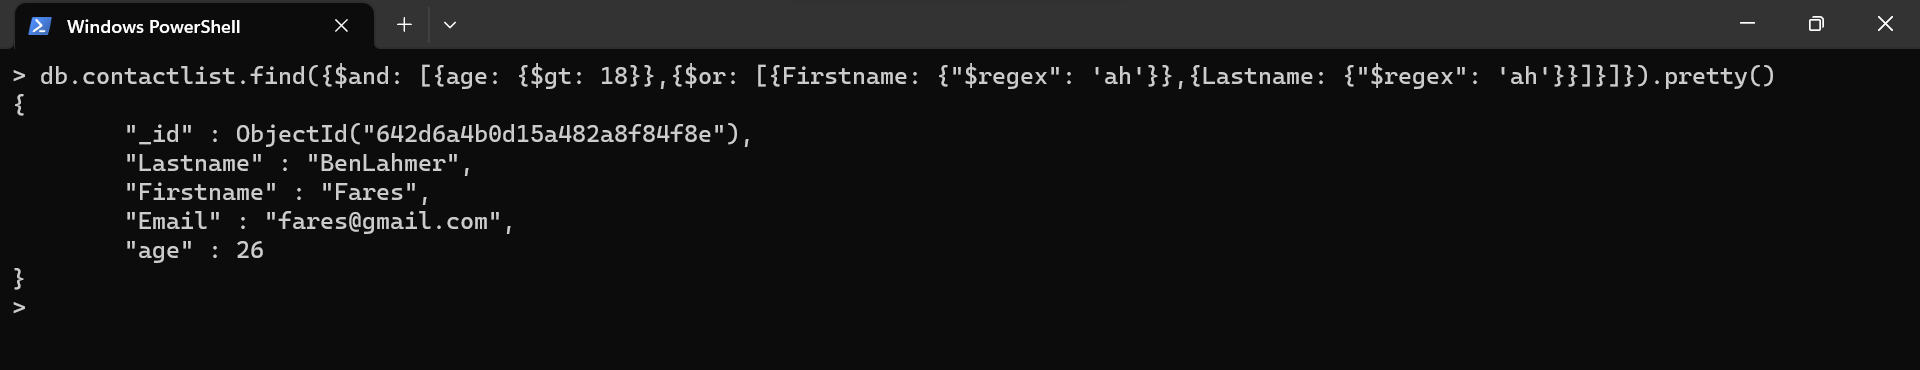 Windows PowerShell
> db.contactlist.find({$and: [{age: {$gt: 18}},{$or: [{Firstname: {"$regex": 'ah'}},{Lastname: {"$regex": 'ah'}}]}]}).pretty()
{
        "_id" : ObjectId("642d6a4b0d15a482a8f84f8e"),
        "Lastname" : "BenLahmer",
        "Firstname" : "Fares",
        "Email" : "fares@gmail.com",
        "age" : 26
}
>